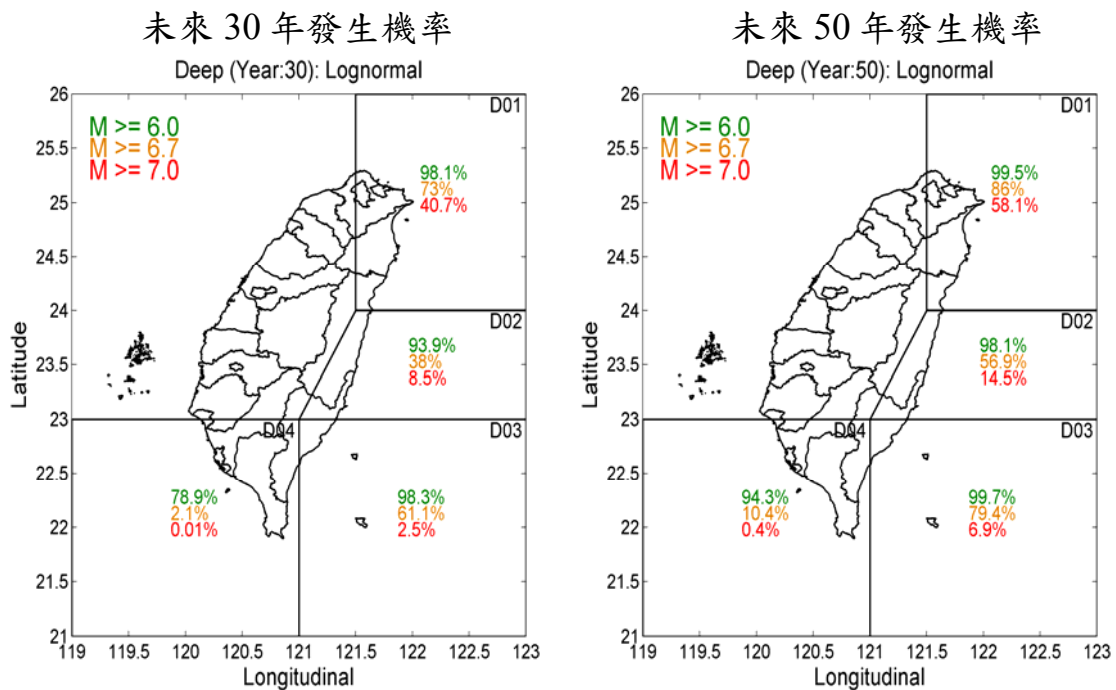 未來 30 年發生機率
Deep (Year:30): Lognormal
M >= 6.0
M >= 6.7
M >= 7.0
D01
98.1%
73%
40.7%
D02
93.9%
38%
8.5%
D04
D03
78.9%
2.1%
0.01%
98.3%
61.1%
2.5%
26
25.5
25
24.5
24
23.5
23
22.5
22
21.5
21
Latitude
119
119.5
120
120.5
121
121.5
122
122.5
123
Longitudinal
未來 50 年發生機率
Deep (Year:50): Lognormal
M >= 6.0
M >= 6.7
M >= 7.0
D01
99.5%
86%
58.1%
D02
98.1%
56.9%
14.5%
D04
D03
94.3%
10.4%
0.4%
99.7%
79.4%
6.9%
26
25.5
25
24.5
24
23.5
23
22.5
22
21.5
21
Latitude
119
119.5
120
120.5
121
121.5
122
122.5
123
Longitudinal